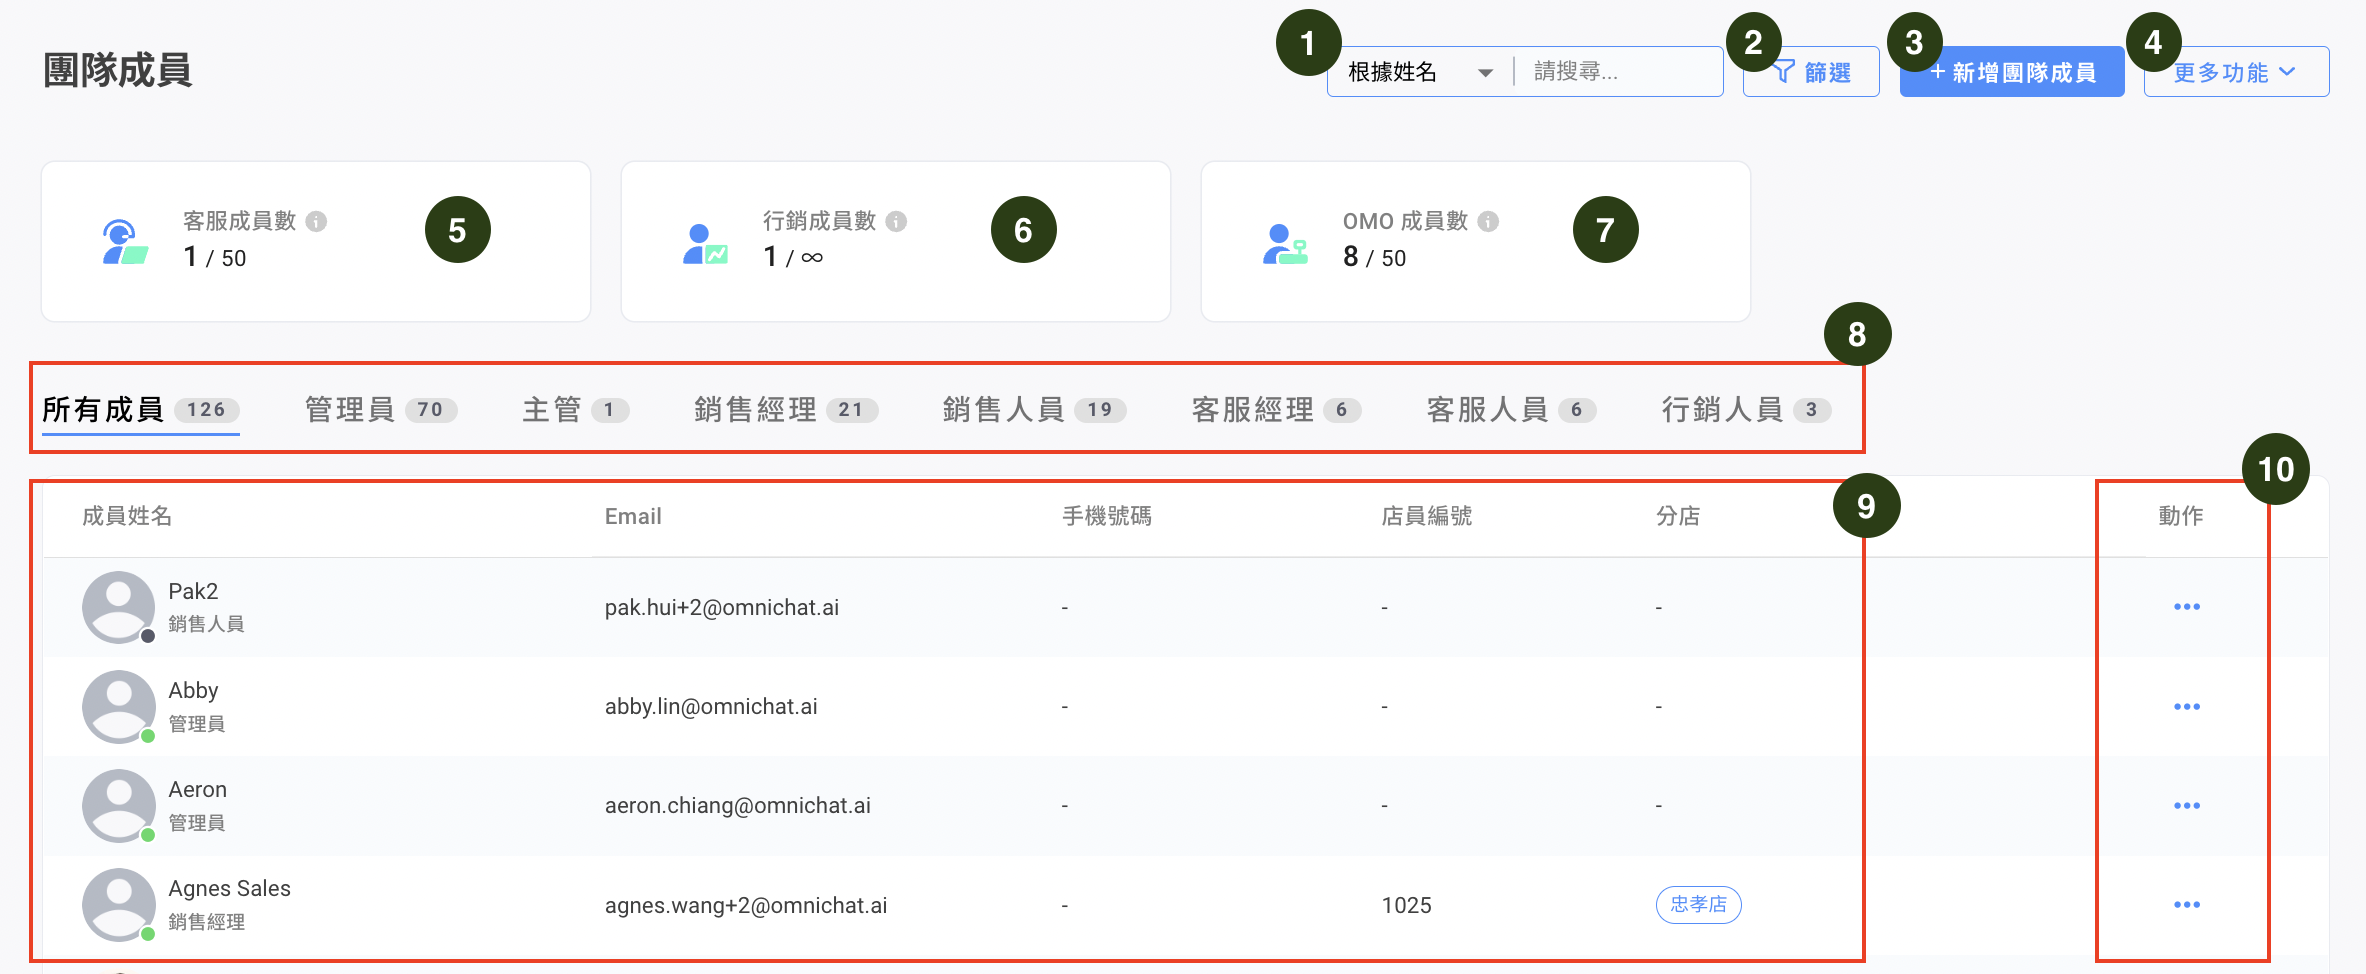 團隊成員
1 根據姓名 請搜尋... 2 篩選 3 + 新增團隊成員 4 更多功能
客服成員數 5
1 / 50
行銷成員數 6
1 / ∞
OMO 成員數 7
8 / 50
8
所有成員 126 管理員 70 主管 1 銷售經理 21 銷售人員 19 客服經理 6 客服人員 6 行銷人員 3
9 10
成員姓名 Email 手機號碼 店員編號 分店 動作
Pak2
銷售人員
pak.hui+2@omnichat.ai - - - •••
Abby
管理員
abby.lin@omnichat.ai - - - •••
Aeron
管理員
aeron.chiang@omnichat.ai - - - •••
Agnes Sales
銷售經理
agnes.wang+2@omnichat.ai - 1025 忠孝店 •••